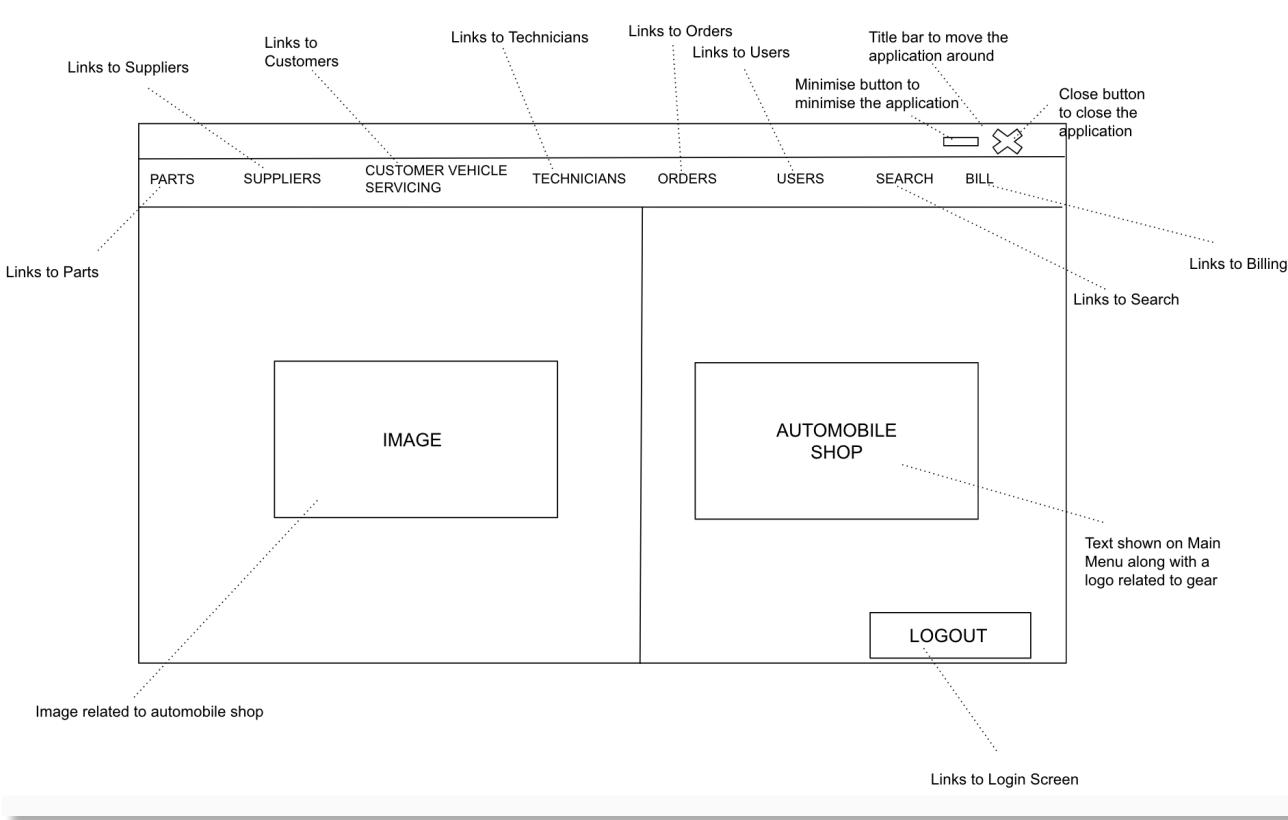 Links to Suppliers
Links to
Customers
Links to Technicians
Links to Orders
Links to Users
Title bar to move the
application around
Minimise button to
minimise the application
Close button
to close the
application
PARTS
SUPPLIERS
CUSTOMER VEHICLE
SERVICING
TECHNICIANS
ORDERS
USERS
SEARCH
BILL
Links to Parts
Links to Billing
Links to Search
IMAGE
AUTOMOBILE
SHOP
Text shown on Main
Menu along with a
logo related to gear
LOGOUT
Image related to automobile shop
Links to Login Screen